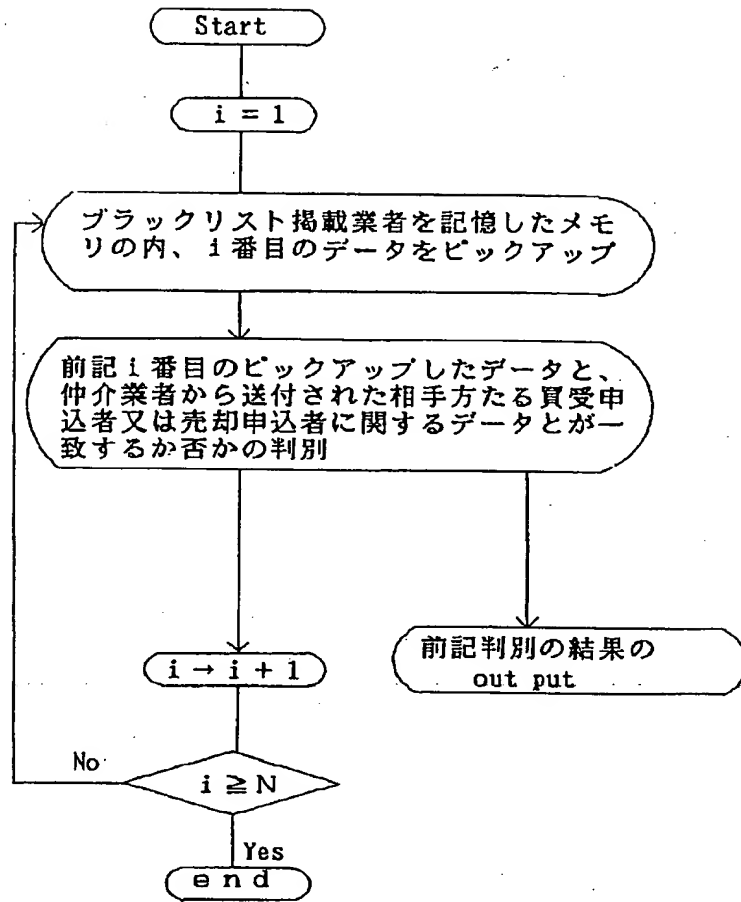 Start
i = 1
ブラックリスト掲載業者を記憶したメモ
リの内、i番目のデータをピックアップ
前記i番目のピックアップしたデータと、
仲介業者から送付された相手方たる買受申
込者又は売却申込者に関するデータとが一
致するか否かの判別
i → i + 1
前記判別の結果の
out put
No
i ≧ N
Yes
end